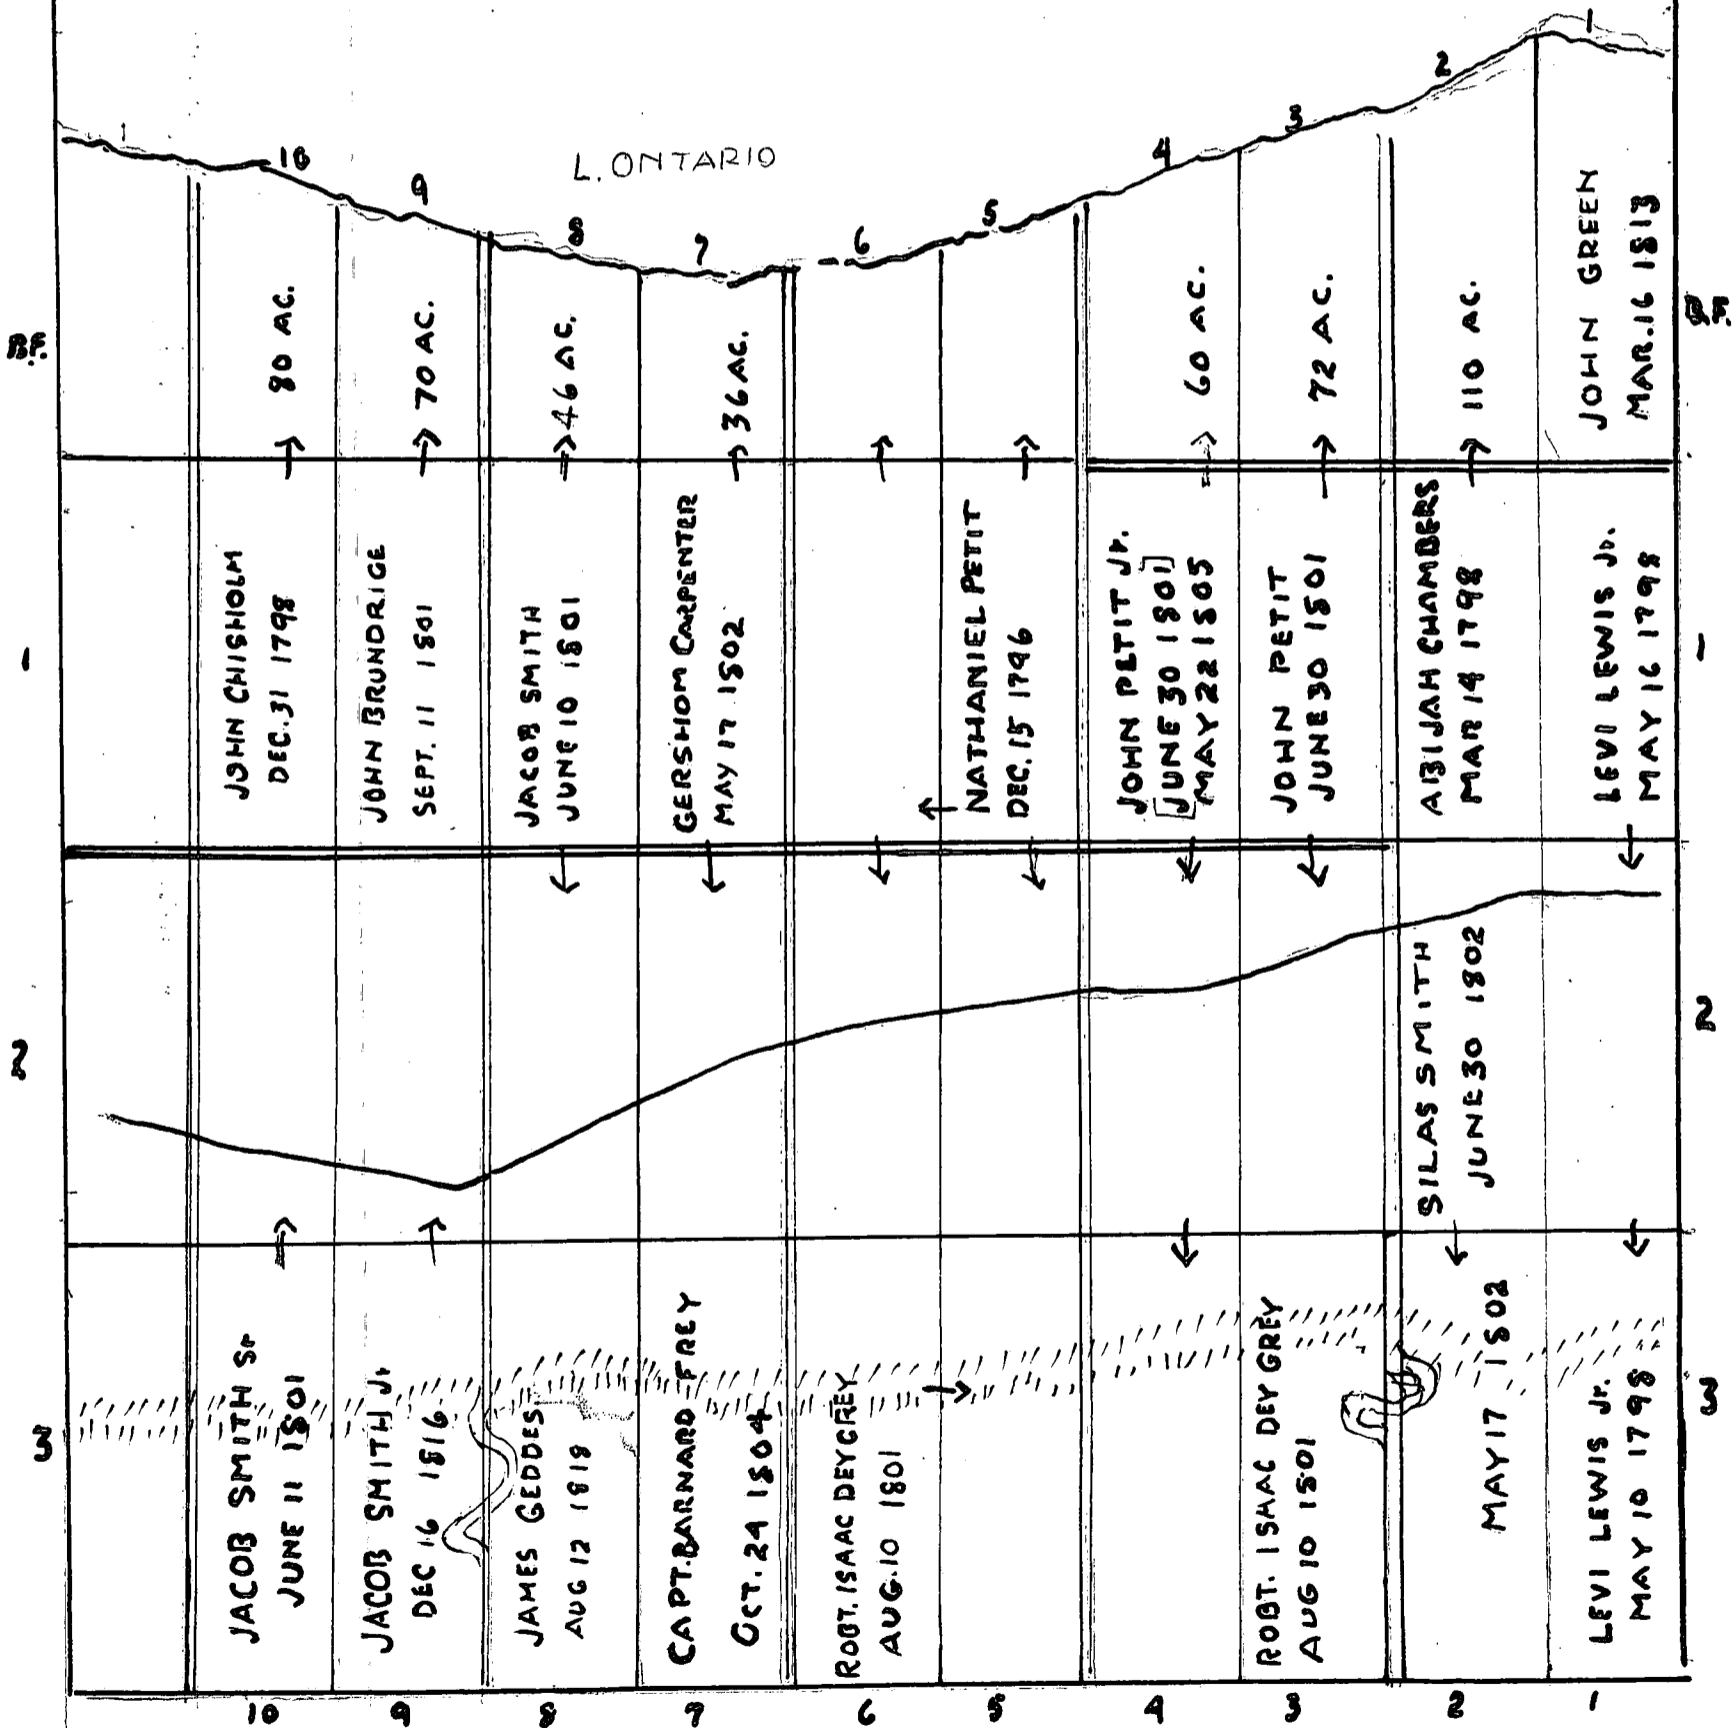 L. ONTARIO
10
9
8
7
6
5
4
3
2
1
B.F.
80 AC.
70 AC.
46 AC.
36 AC.
60 AC.
72 AC.
110 AC.
JOHN GREEN
MAR. 16 1813
B.F.
1
JOHN CHISHOLM
DEC. 31 1798
JOHN BRUNDRIGE
SEPT. 11 1801
JACOB SMITH
JUNE 10 1801
GERSHOM CARPENTER
MAY 17 1802
NATHANIEL PETIT
DEC. 15 1796
JOHN PETIT Jr.
[JUNE 30 1801]
MAY 22 1805
JOHN PETIT
JUNE 30 1801
ABIJAH CHAMBERS
MAR 14 1798
LEVI LEWIS Jr.
MAY 16 1798
1
2
SILAS SMITH
JUNE 30 1802
2
3
JACOB SMITH Sr
JUNE 11 1801
JACOB SMITH Jr
DEC 16 1816
JAMES GEDDES
AUG 12 1818
CAPT. BARNARD FREY
OCT. 24 1804
ROBT. ISAAC DEY GREY
AUG. 10 1801
ROBT. ISAAC DEY GREY
AUG 10 1801
MAY 17 1802
LEVI LEWIS Jr.
MAY 10 1798
3
10
9
8
7
6
5
4
3
2
1